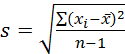 s = √(∑(xᵢ−x̄)² / (n−1))